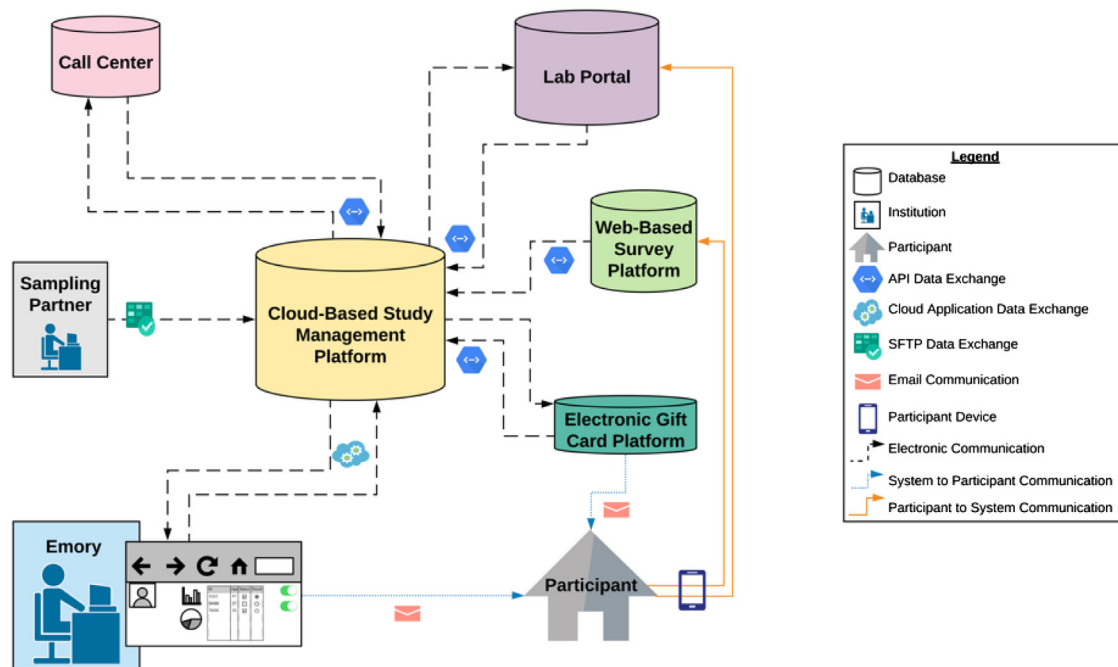 Call Center
Lab Portal
Web-Based
Survey
Platform
Sampling
Partner
Cloud-Based Study
Management
Platform
Electronic Gift
Card Platform
Emory
Participant
Legend
Database
Institution
Participant
API Data Exchange
Cloud Application Data Exchange
SFTP Data Exchange
Email Communication
Participant Device
Electronic Communication
System to Participant Communication
Participant to System Communication